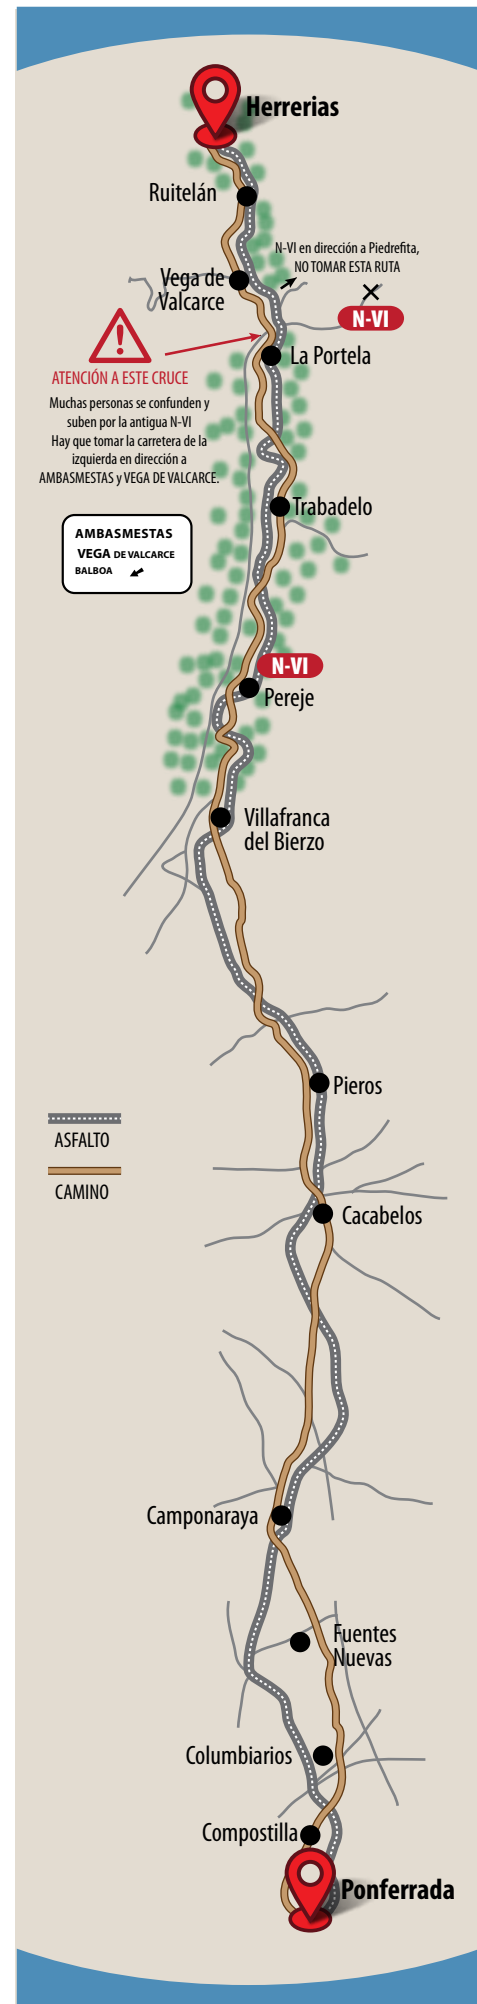 Herrerias
Ruitelán
N-VI en dirección a Piedrefita,
NO TOMAR ESTA RUTA
Vega de
Valcarce
N-VI
La Portela
ATENCIÓN A ESTE CRUCE
Muchas personas se confunden y
suben por la antigua N-VI
Hay que tomar la carretera de la
izquierda en dirección a
AMBASMESTAS y VEGA DE VALCARCE.
Trabadelo
AMBASMESTAS
VEGA DE VALCARCE
BALBOA
N-VI
Pereje
Villafranca
del Bierzo
Pieros
ASFALTO
CAMINO
Cacabelos
Camponaraya
Fuentes
Nuevas
Columbiarios
Compostilla
Ponferrada